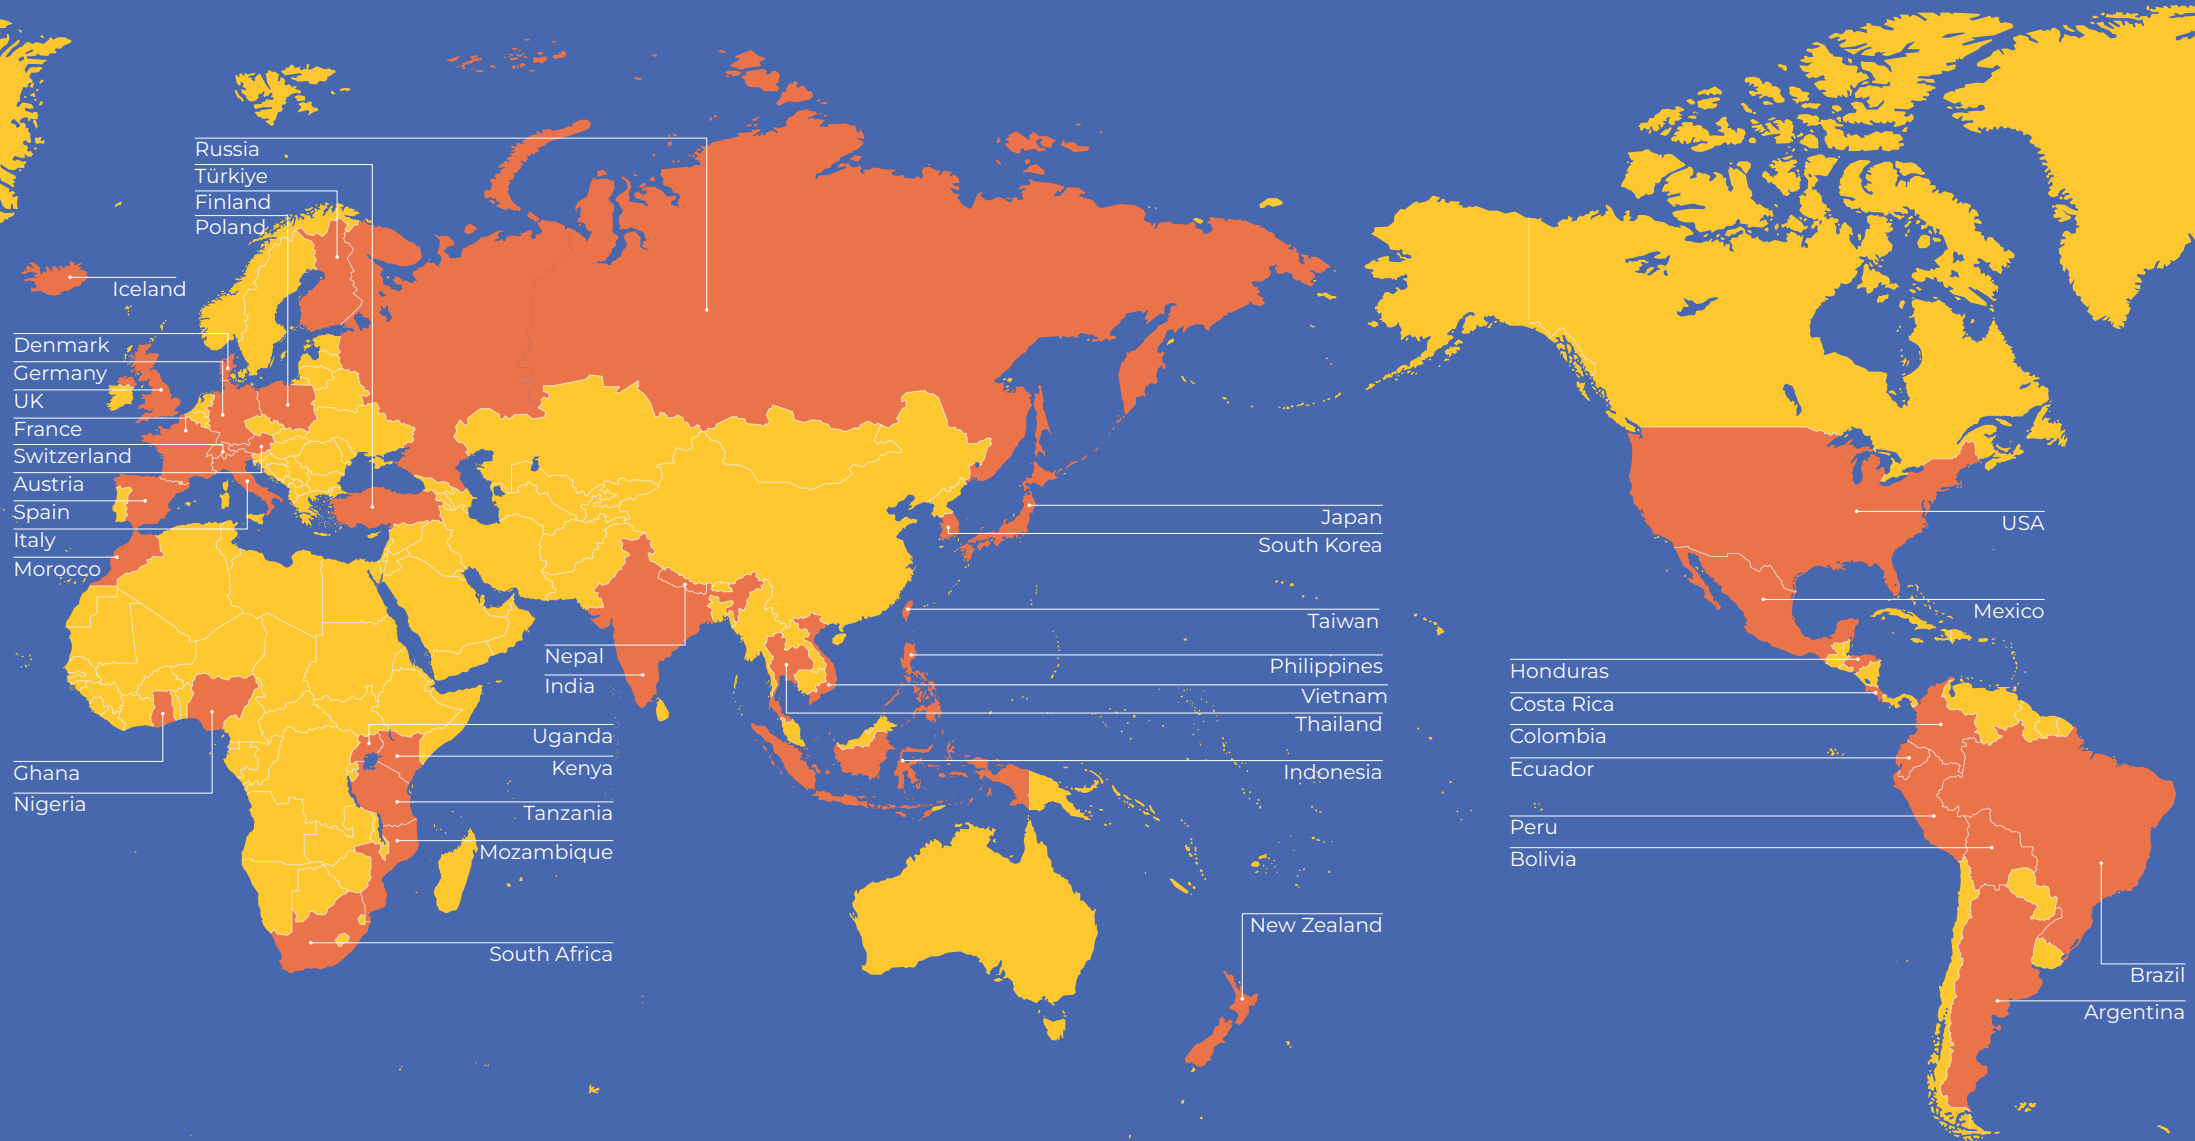 Russia
Türkiye
Finland
Poland
Iceland
Denmark
Germany
UK
France
Switzerland
Austria
Spain
Italy
Morocco
Ghana
Nigeria
Nepal
India
Uganda
Kenya
Tanzania
Mozambique
South Africa
Japan
South Korea
Taiwan
Philippines
Vietnam
Thailand
Indonesia
New Zealand
USA
Mexico
Honduras
Costa Rica
Colombia
Ecuador
Peru
Bolivia
Brazil
Argentina